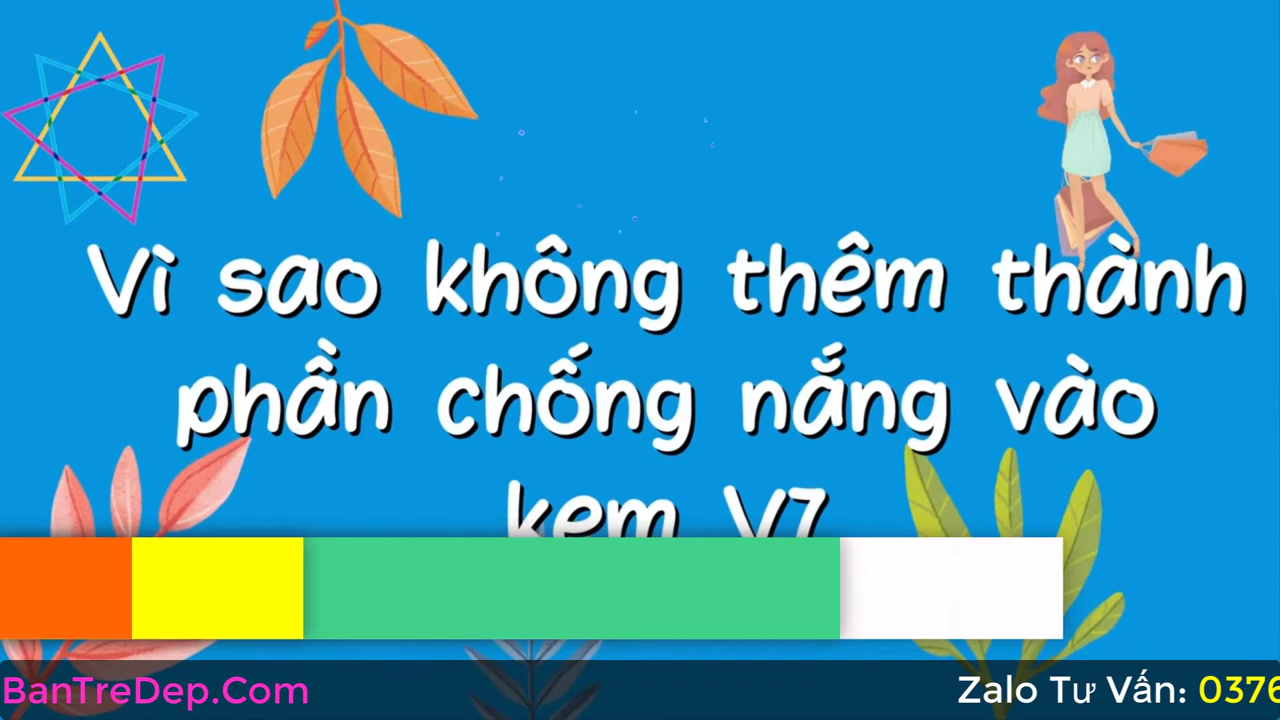 Vì sao không thêm thành
phần chống nắng vào
kem V7
BanTreDep.Com
Zalo Tư Vấn: 0376